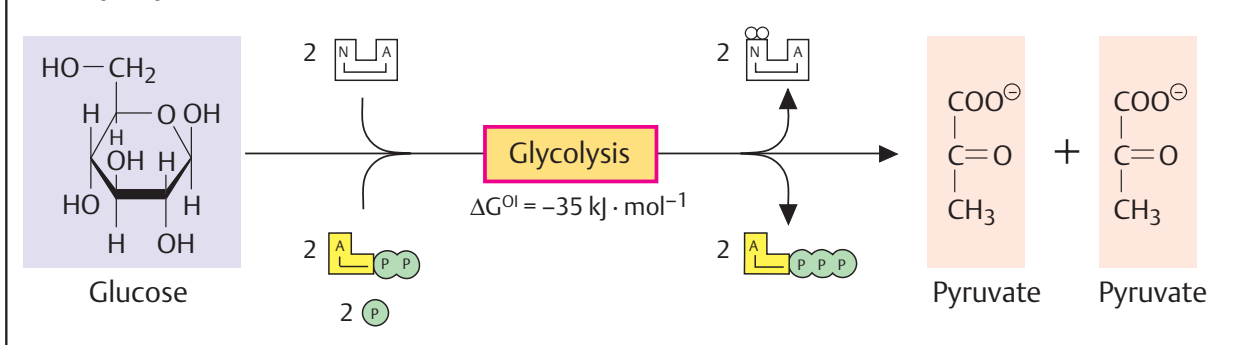 HO—CH₂
H
O
OH
H
OH
H
HO
H
H
OH
Glucose
2 N A
2 A P P
2 P
Glycolysis
ΔG⁰ᴵ = –35 kJ · mol⁻¹
2 N A
2 A P P P
COO⊖
C=O
CH₃
Pyruvate
+
COO⊖
C=O
CH₃
Pyruvate